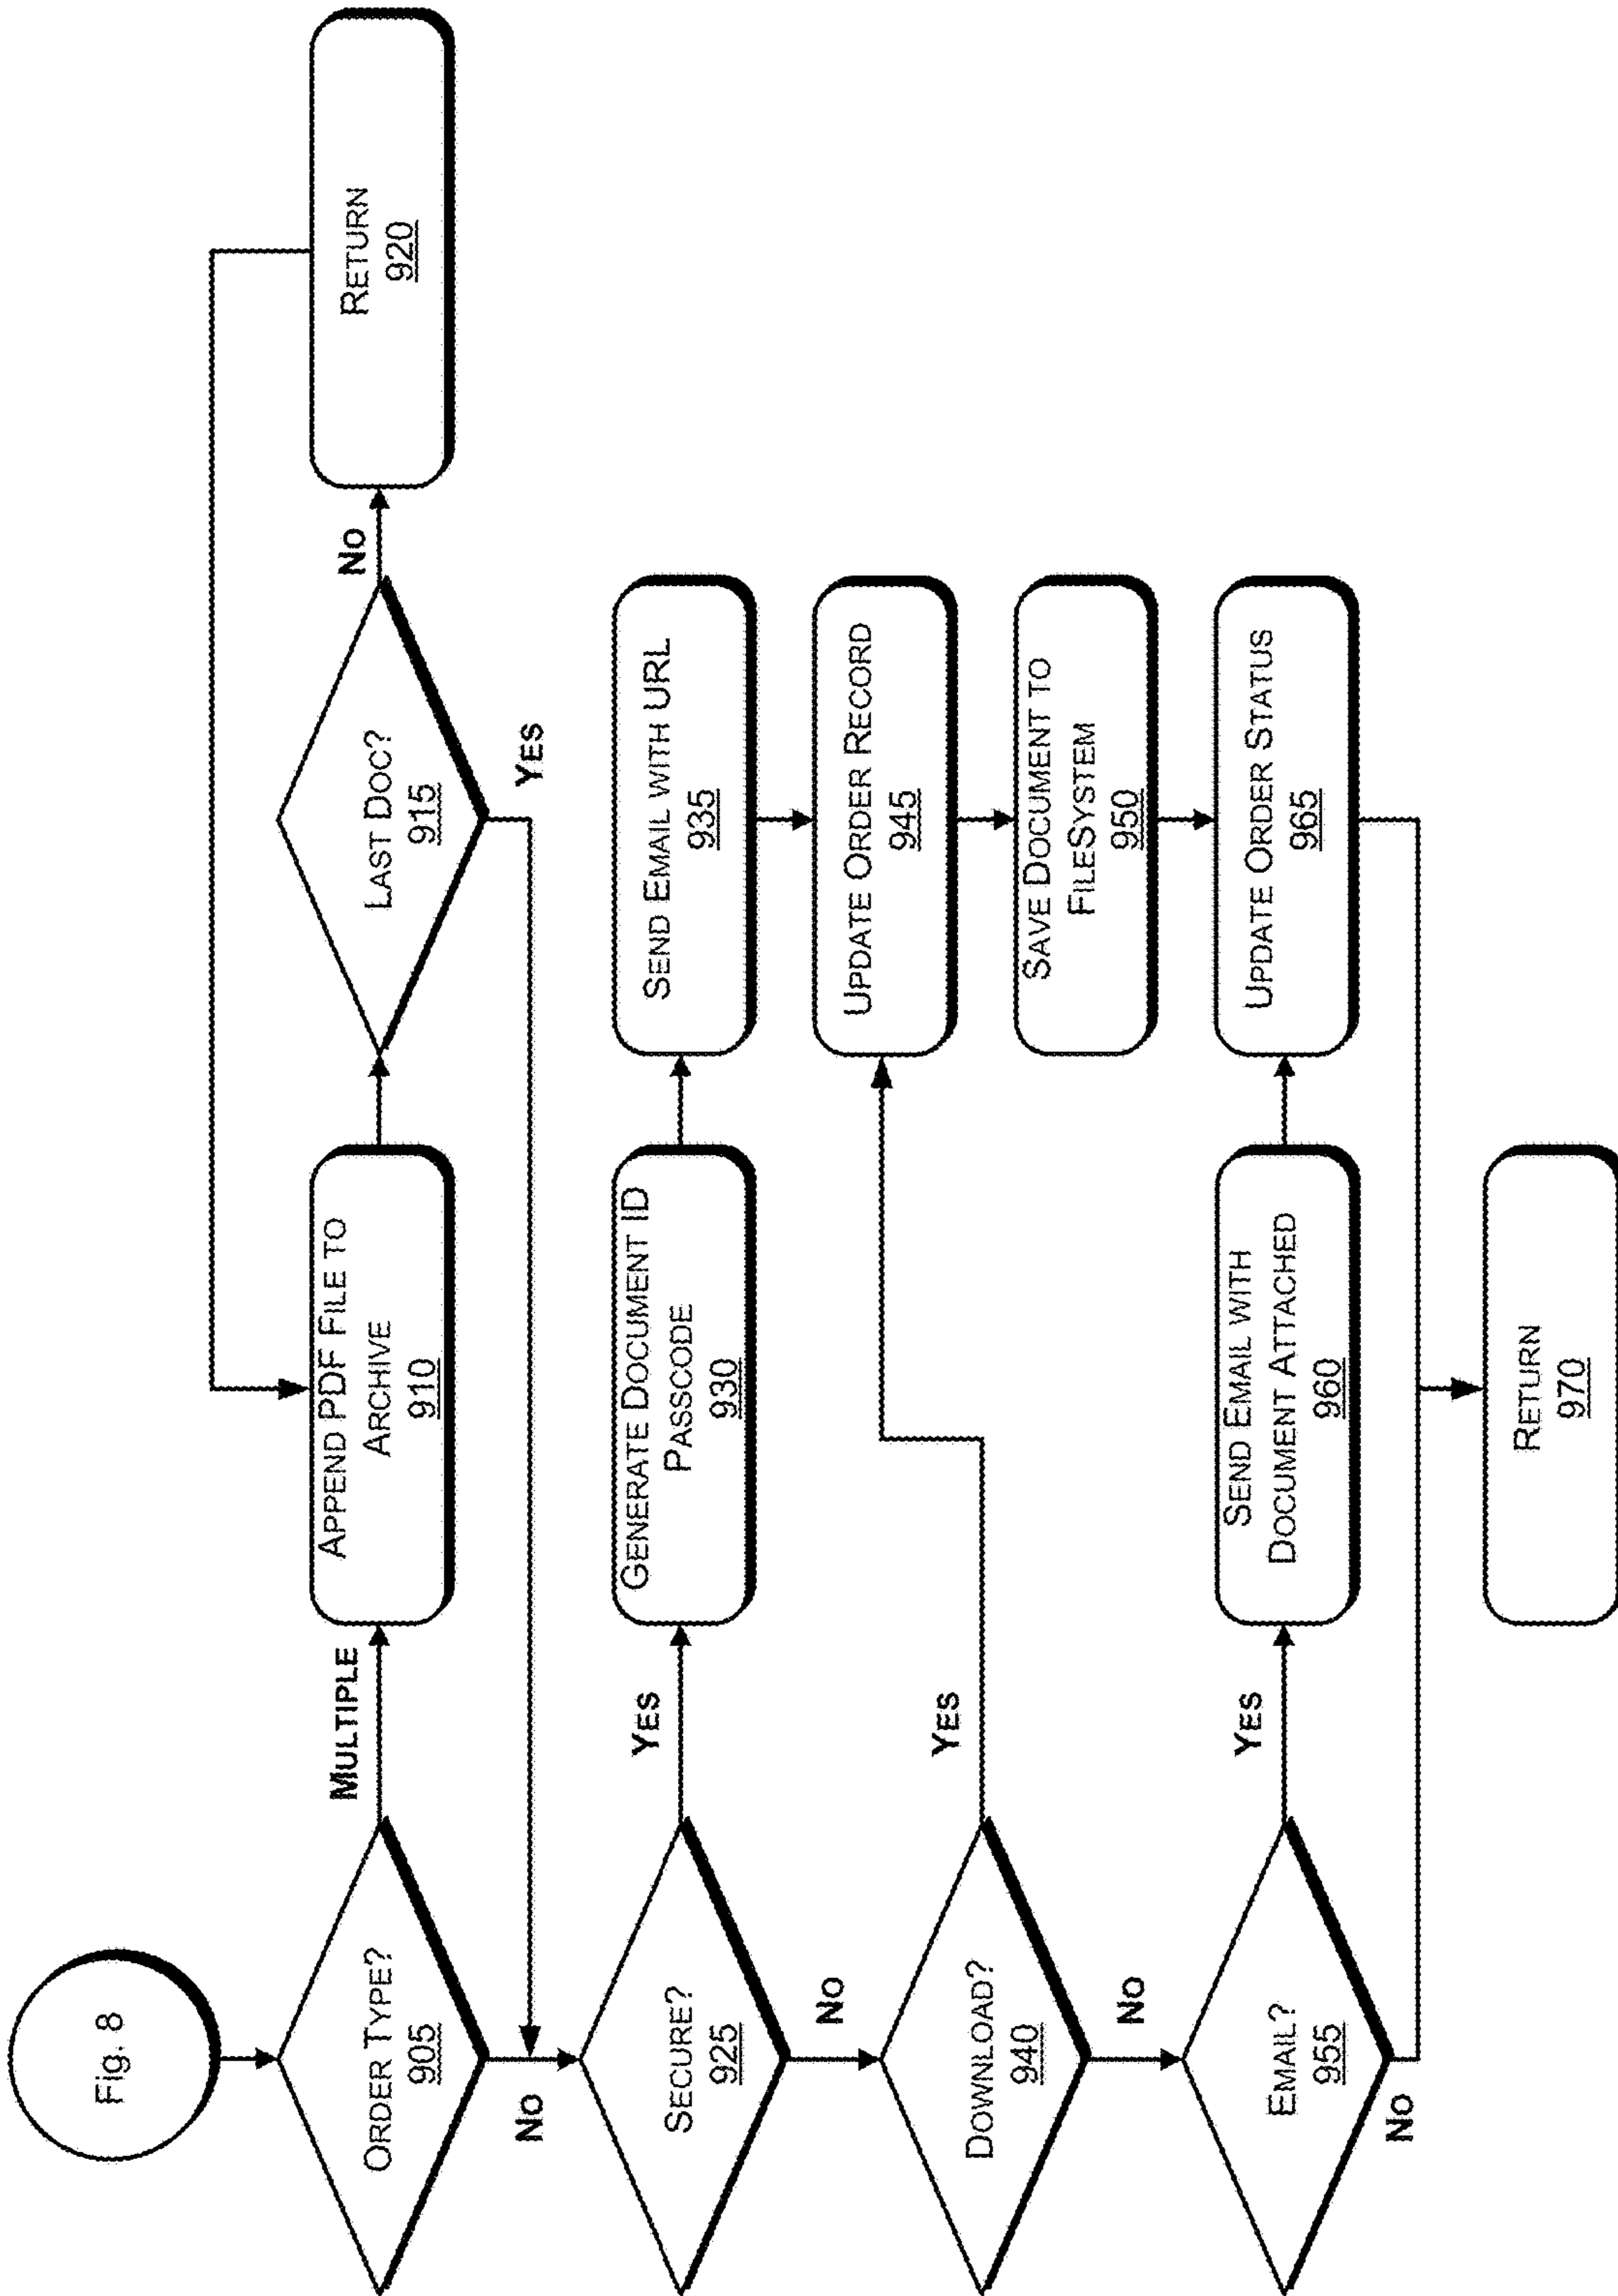 Fig. 8
ORDER TYPE?
905
MULTIPLE
NO
APPEND PDF FILE TO
ARCHIVE
910
LAST DOC?
915
NO
YES
RETURN
920
SECURE?
925
YES
NO
GENERATE DOCUMENT ID
PASSCODE
930
SEND EMAIL WITH URL
935
DOWNLOAD?
940
YES
NO
UPDATE ORDER RECORD
945
SAVE DOCUMENT TO
FILESYSTEM
950
EMAIL?
955
YES
NO
SEND EMAIL WITH
DOCUMENT ATTACHED
960
UPDATE ORDER STATUS
965
RETURN
970